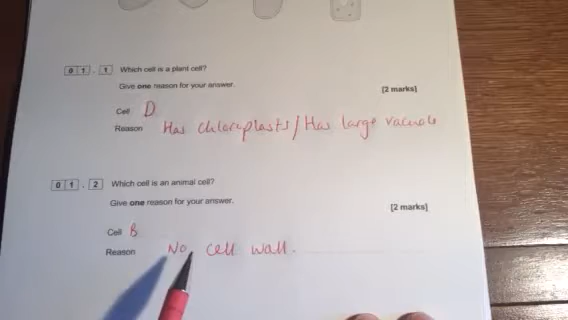 0 1 . 1 Which cell is a plant cell?
Give one reason for your answer.
[2 marks]
Cell D
Reason Has chloroplasts / Has large vacuole
0 1 . 2 Which cell is an animal cell?
Give one reason for your answer.
[2 marks]
Cell B
Reason No cell wall.